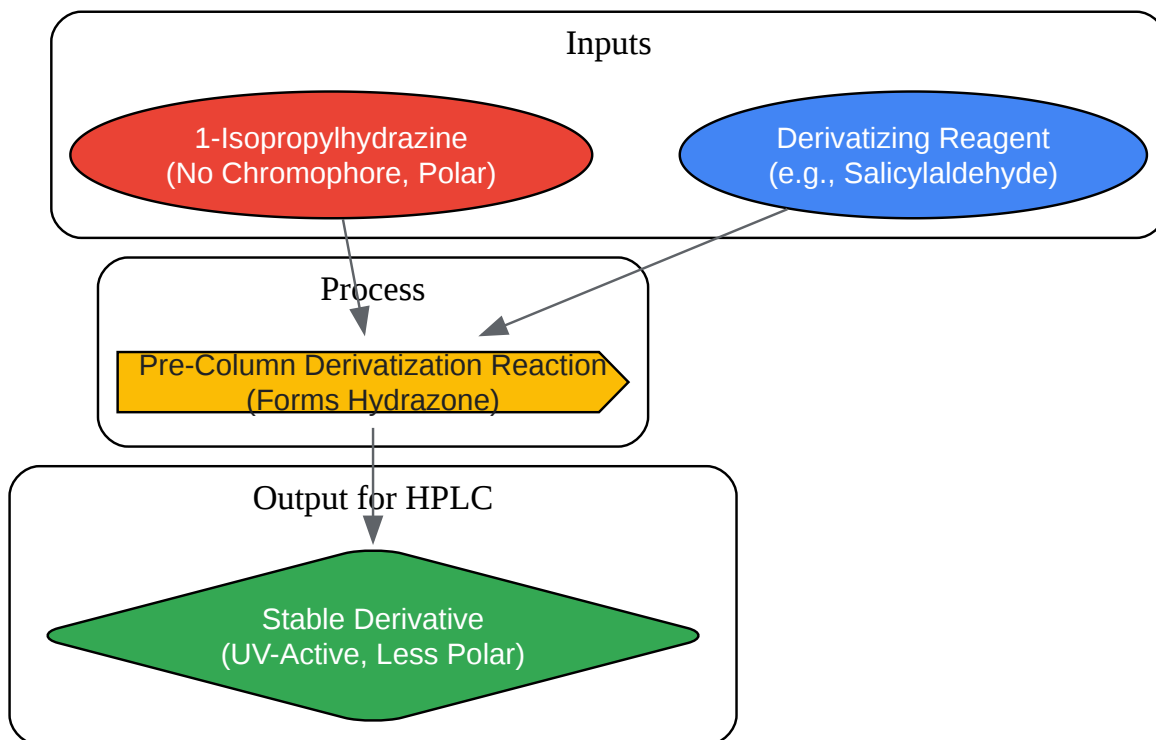 Inputs
1-Isopropylhydrazine
(No Chromophore, Polar)
Derivatizing Reagent
(e.g., Salicylaldehyde)
Process
Pre-Column Derivatization Reaction
(Forms Hydrazone)
Output for HPLC
Stable Derivative
(UV-Active, Less Polar)